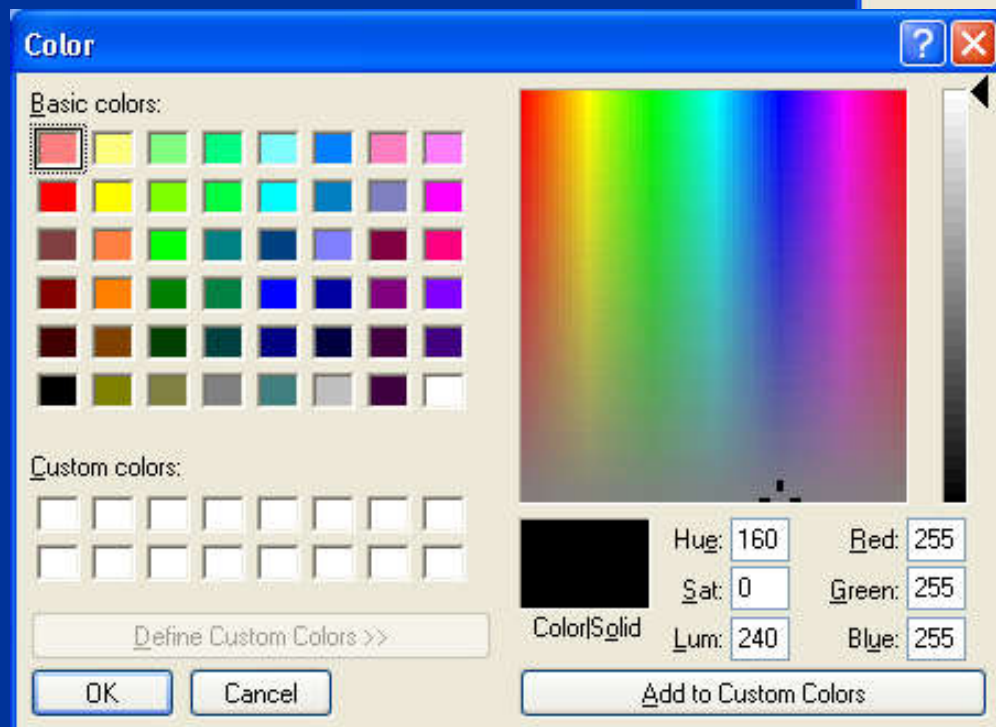 Color
Basic colors:
Custom colors:
Define Custom Colors >>
OK Cancel
Hue: 160 Red: 255
Sat: 0 Green: 255
Color|Solid
Lum: 240 Blue: 255
Add to Custom Colors